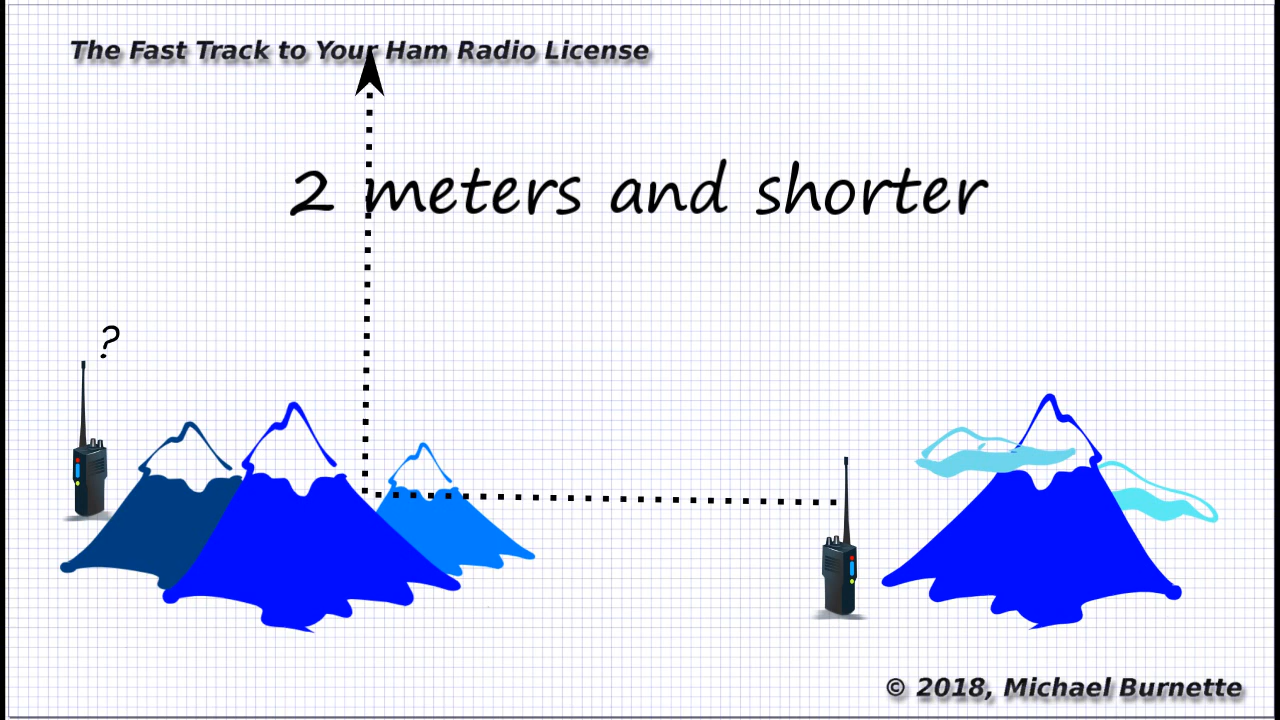 The Fast Track to Your Ham Radio License
2 meters and shorter
?
© 2018, Michael Burnette